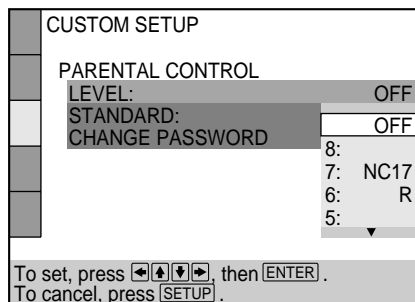 CUSTOM SETUP
PARENTAL CONTROL
LEVEL: OFF
STANDARD:
CHANGE PASSWORD
OFF
8:
7: NC17
6: R
5:
To set, press ←↑↓→, then ENTER.
To cancel, press SETUP.